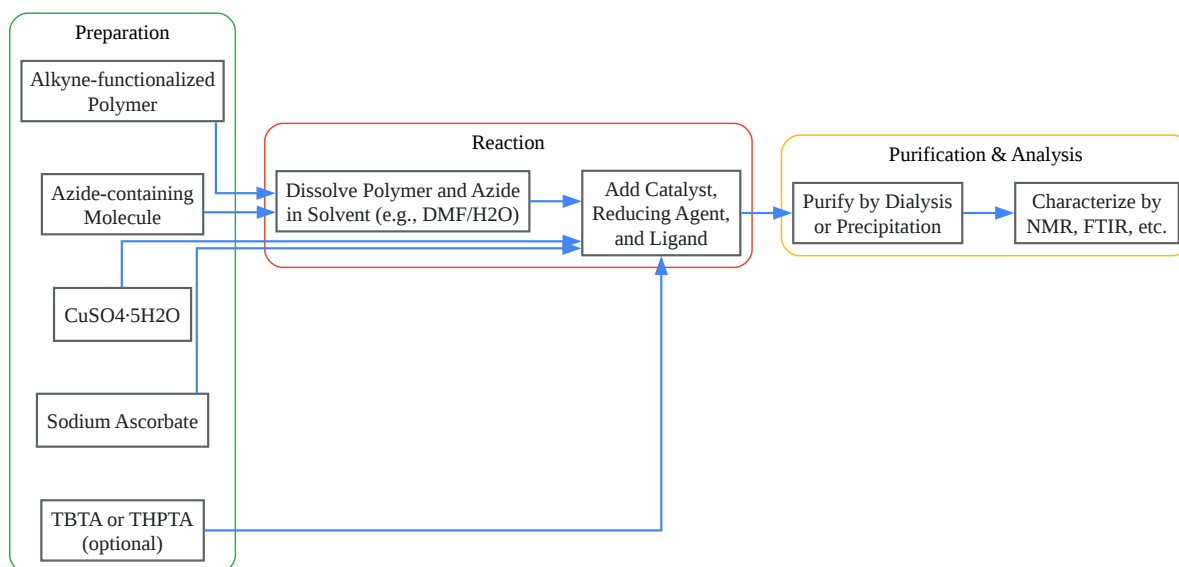 Preparation
Alkyne-functionalized
Polymer
Azide-containing
Molecule
CuSO4·5H2O
Sodium Ascorbate
TBTA or THPTA
(optional)
Reaction
Dissolve Polymer and Azide
in Solvent (e.g., DMF/H2O)
Add Catalyst,
Reducing Agent,
and Ligand
Purification & Analysis
Purify by Dialysis
or Precipitation
Characterize by
NMR, FTIR, etc.